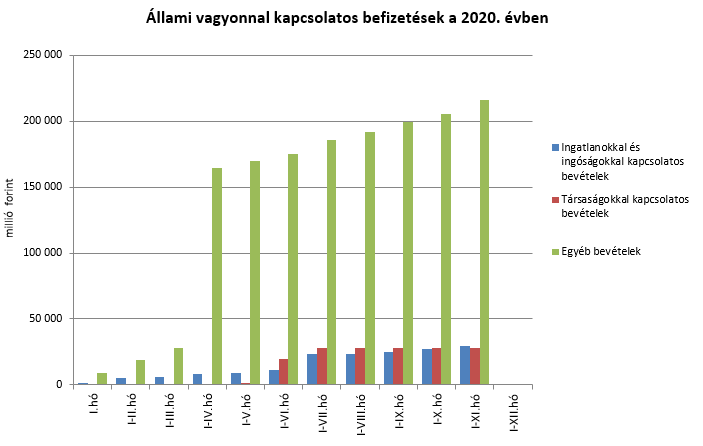 Állami vagyonnal kapcsolatos befizetések a 2020. évben
250 000
200 000
150 000
100 000
50 000
0
millió forint
I.hó
I-II.hó
I-III.hó
I-IV.hó
I-V.hó
I-VI.hó
I-VII.hó
I-VIII.hó
I-IX.hó
I-X.hó
I-XI.hó
I-XII.hó
Ingatlanokkal és
ingóságokkal kapcsolatos
bevételek
Társaságokkal kapcsolatos
bevételek
Egyéb bevételek